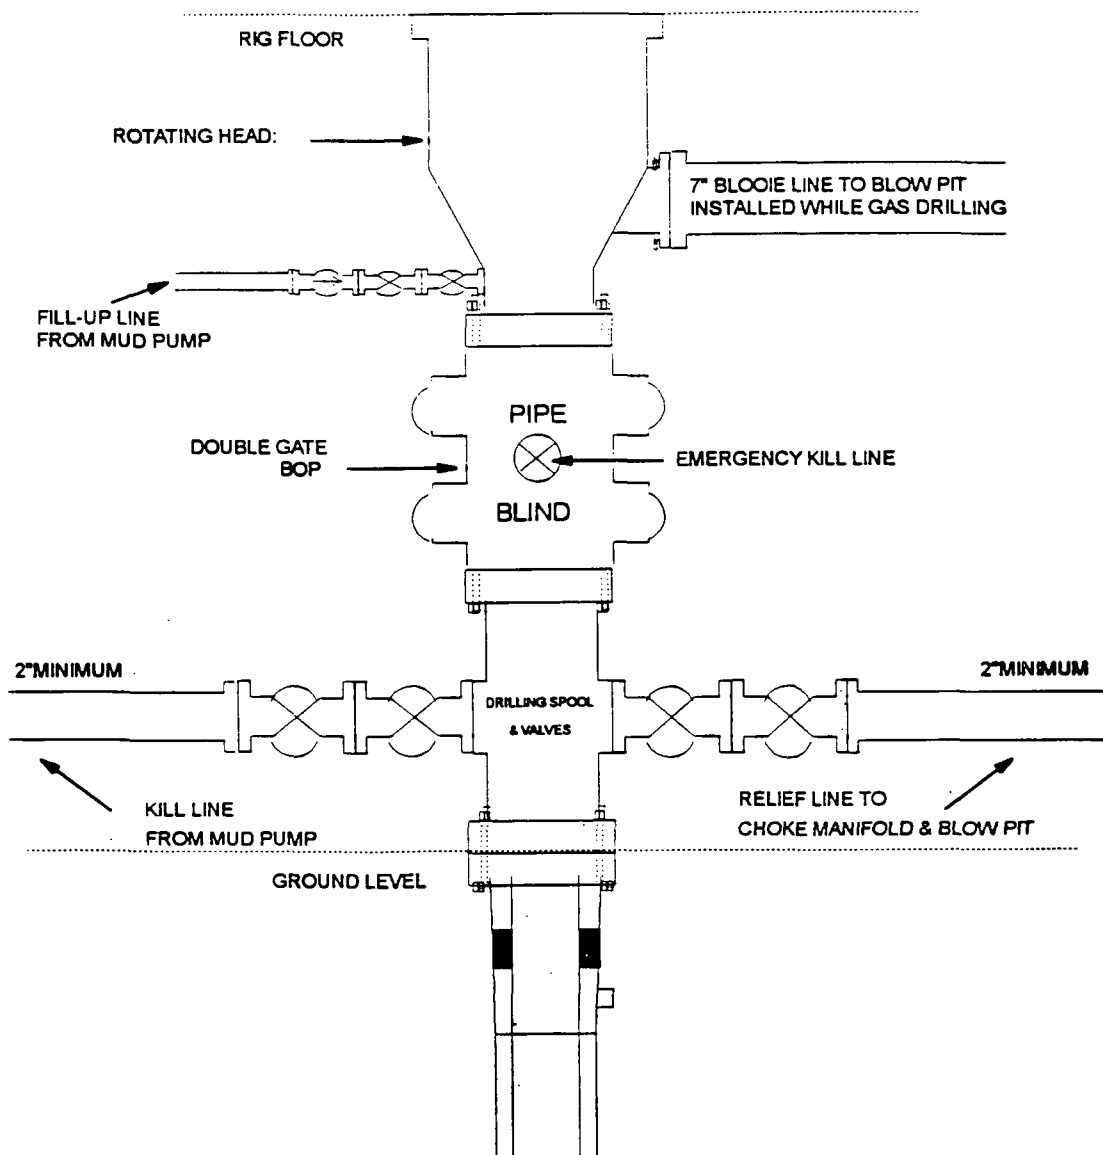 RIG FLOOR
ROTATING HEAD:
7" BLOOIE LINE TO BLOW PIT
INSTALLED WHILE GAS DRILLING
FILL-UP LINE
FROM MUD PUMP
PIPE
DOUBLE GATE
BOP
EMERGENCY KILL LINE
BLIND
2"MINIMUM
2"MINIMUM
DRILLING SPOOL
& VALVES
KILL LINE
FROM MUD PUMP
RELIEF LINE TO
CHOKE MANIFOLD & BLOW PIT
GROUND LEVEL